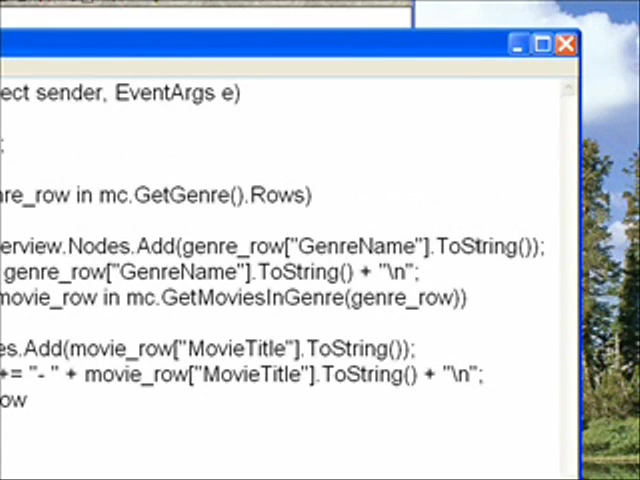 ect sender, EventArgs e)
;
nre_row in mc.GetGenre().Rows)
erview.Nodes.Add(genre_row["GenreName"].ToString());
genre_row["GenreName"].ToString() + "\n";
movie_row in mc.GetMoviesInGenre(genre_row))
es.Add(movie_row["MovieTitle"].ToString());
+= "- " + movie_row["MovieTitle"].ToString() + "\n";
ow